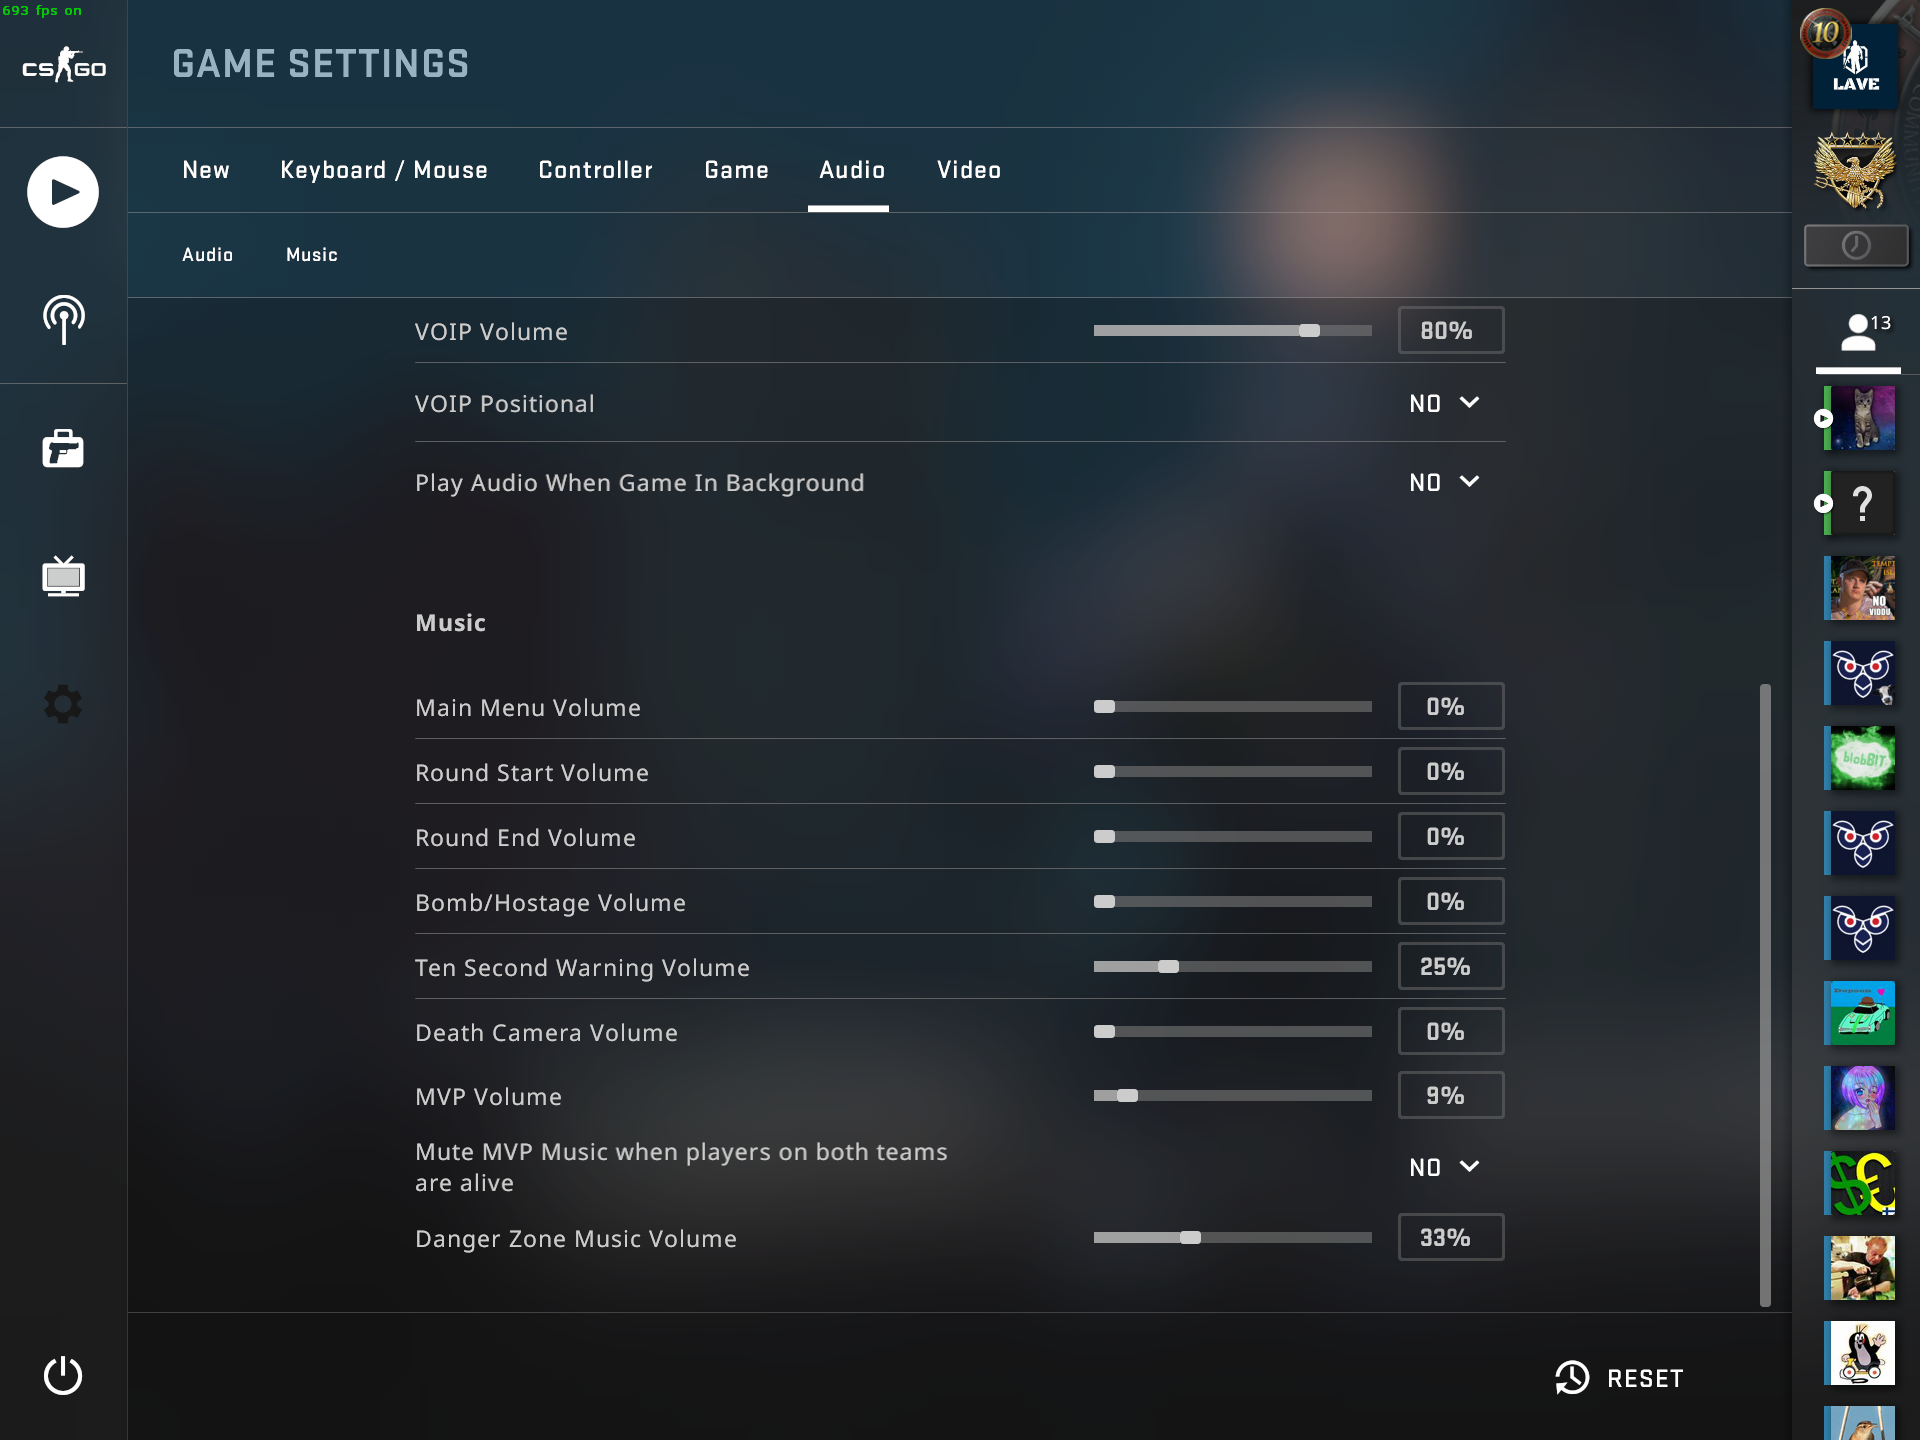 693 fps on
CS GO
GAME SETTINGS
New Keyboard / Mouse Controller Game Audio Video
Audio Music
VOIP Volume 80%
VOIP Positional NO
Play Audio When Game In Background NO
Music
Main Menu Volume 0%
Round Start Volume 0%
Round End Volume 0%
Bomb/Hostage Volume 0%
Ten Second Warning Volume 25%
Death Camera Volume 0%
MVP Volume 9%
Mute MVP Music when players on both teams
are alive NO
Danger Zone Music Volume 33%
RESET
10
LAVE
13
?
NO
VIDDU
blobBIT
$€